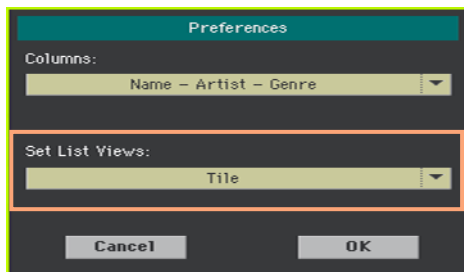 Preferences
Columns:
Name – Artist – Genre
Set List Views:
Tile
Cancel OK